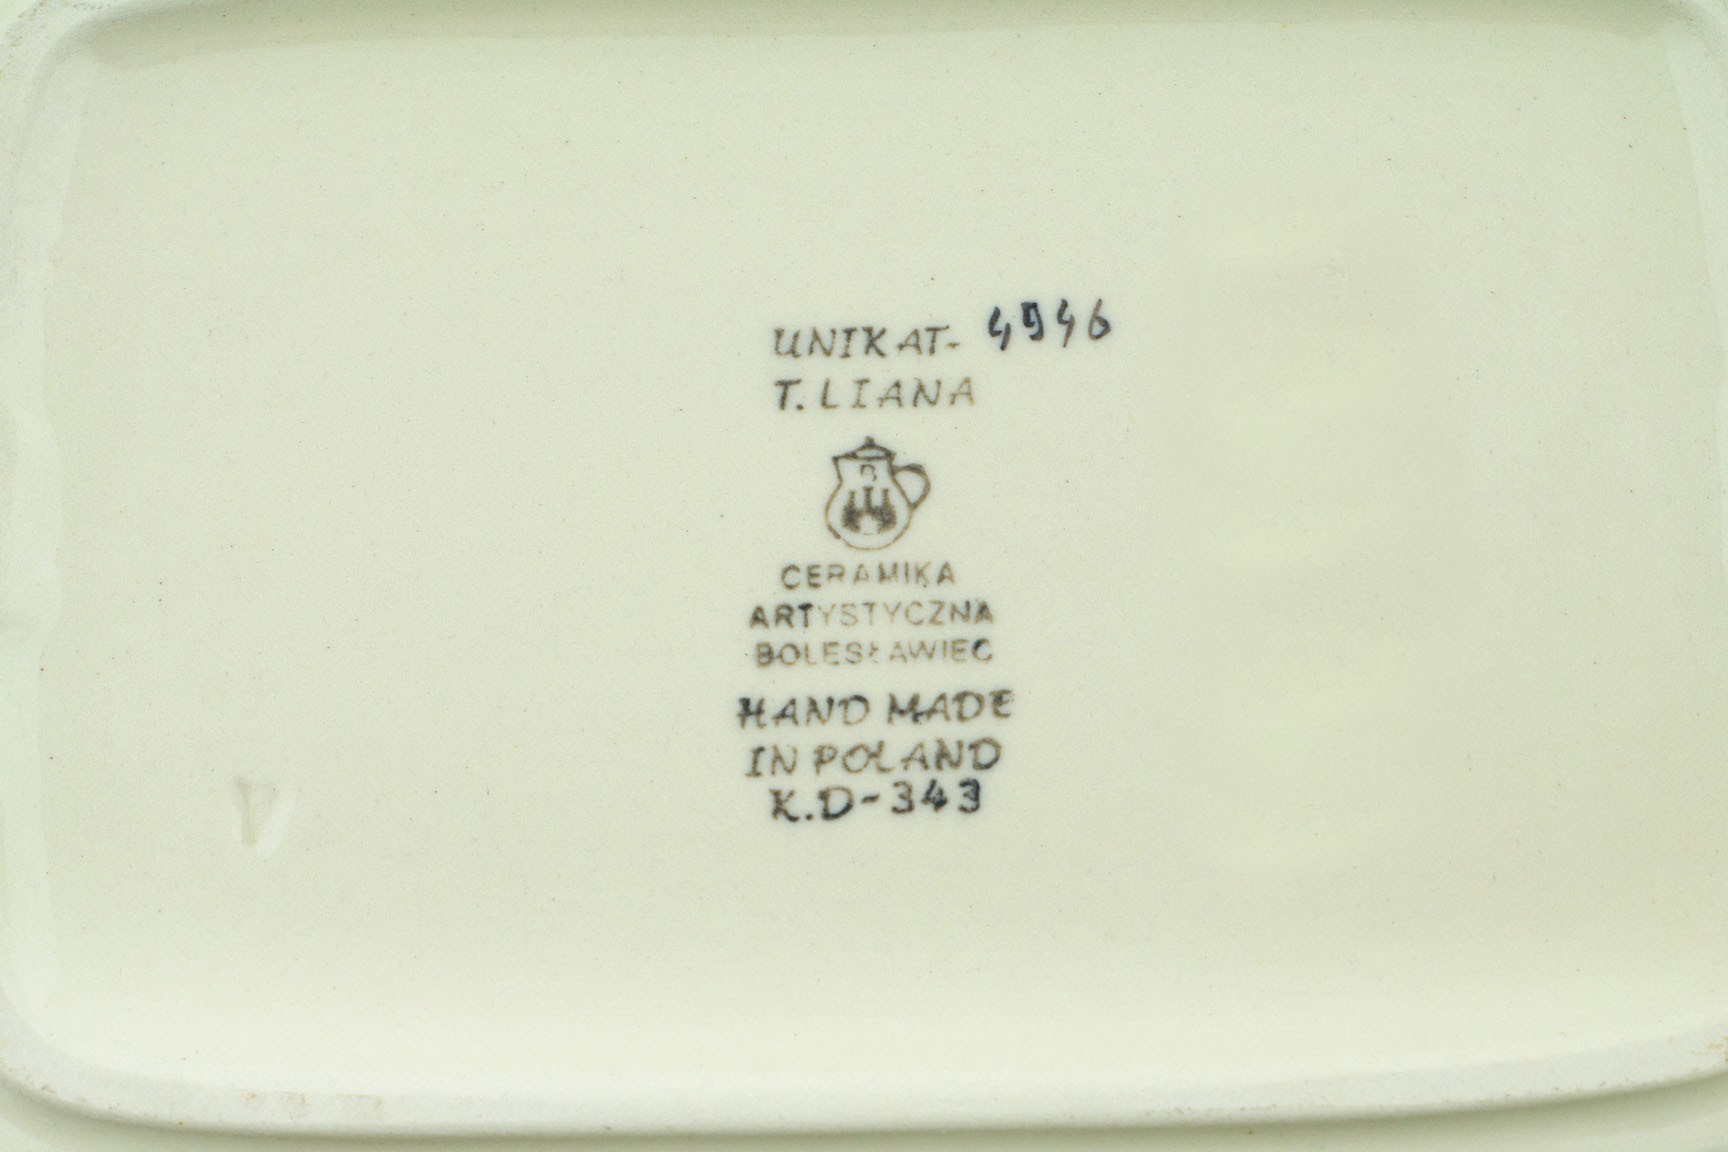 UNIKAT- 4946
T. LIANA
B
CERAMIKA
ARTYSTYCZNA
BOLESŁAWIEC
HAND MADE
IN POLAND
K.D-343